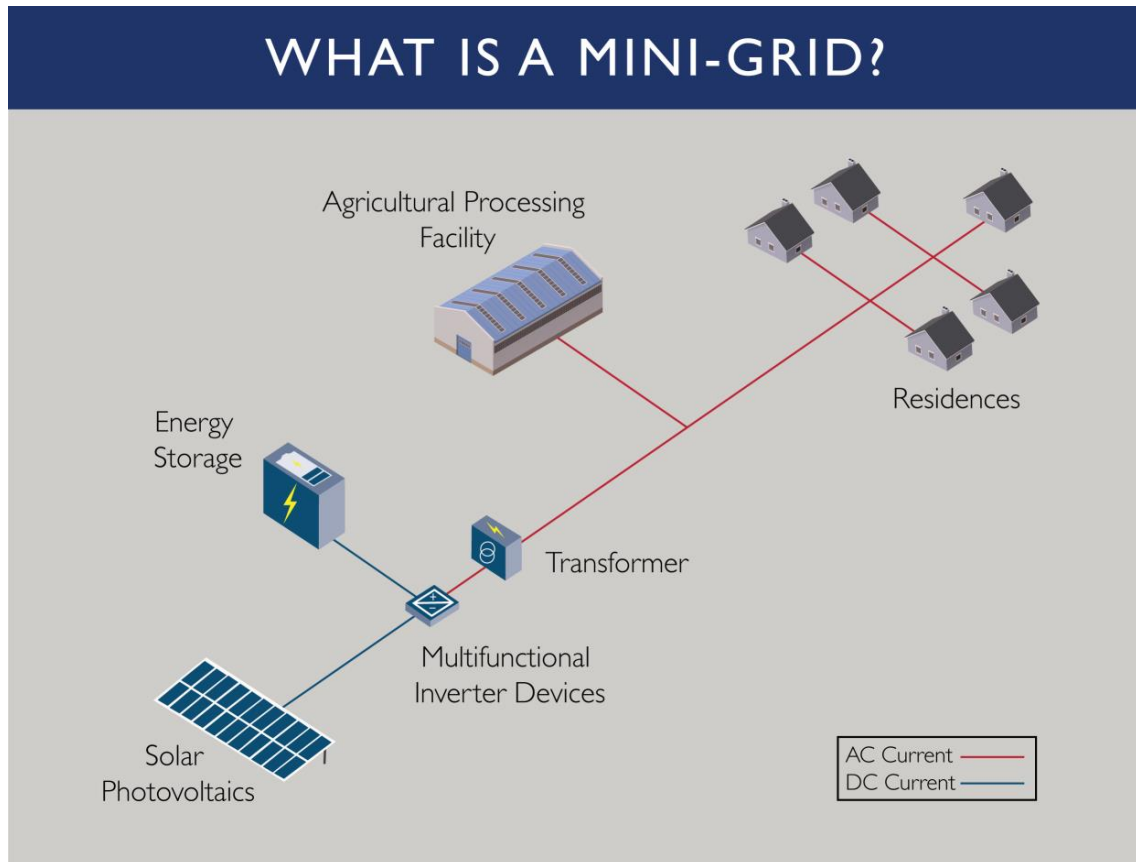 WHAT IS A MINI-GRID?
Agricultural Processing
Facility
Residences
Energy
Storage
Transformer
Multifunctional
Inverter Devices
Solar
Photovoltaics
AC Current
DC Current